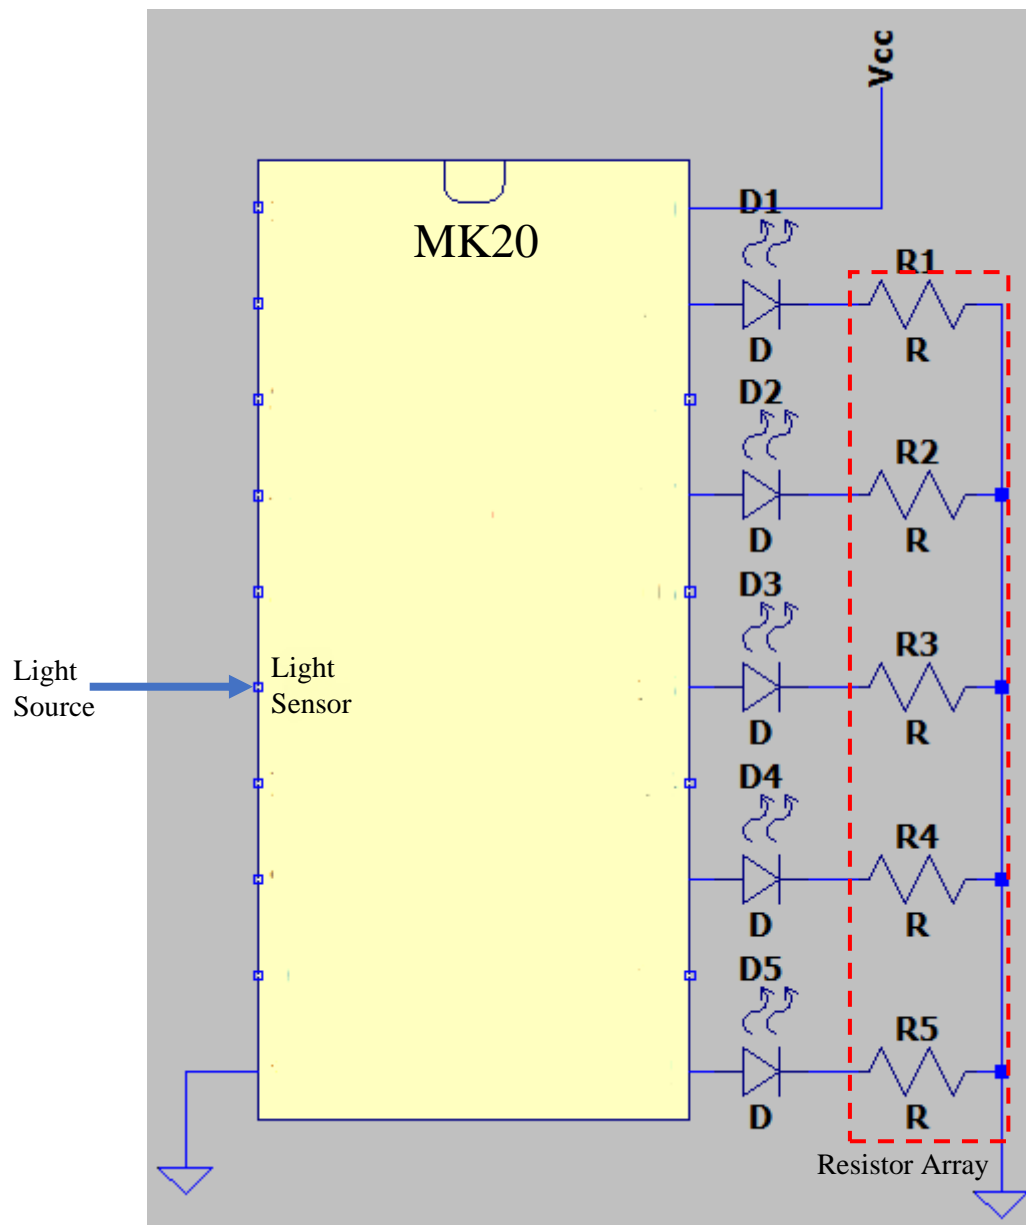 Vcc
MK20
D1
R1
D
R
D2
R2
D
R
D3
R3
D
R
Light
Source
Light
Sensor
D4
R4
D
R
D5
R5
D
R
Resistor Array